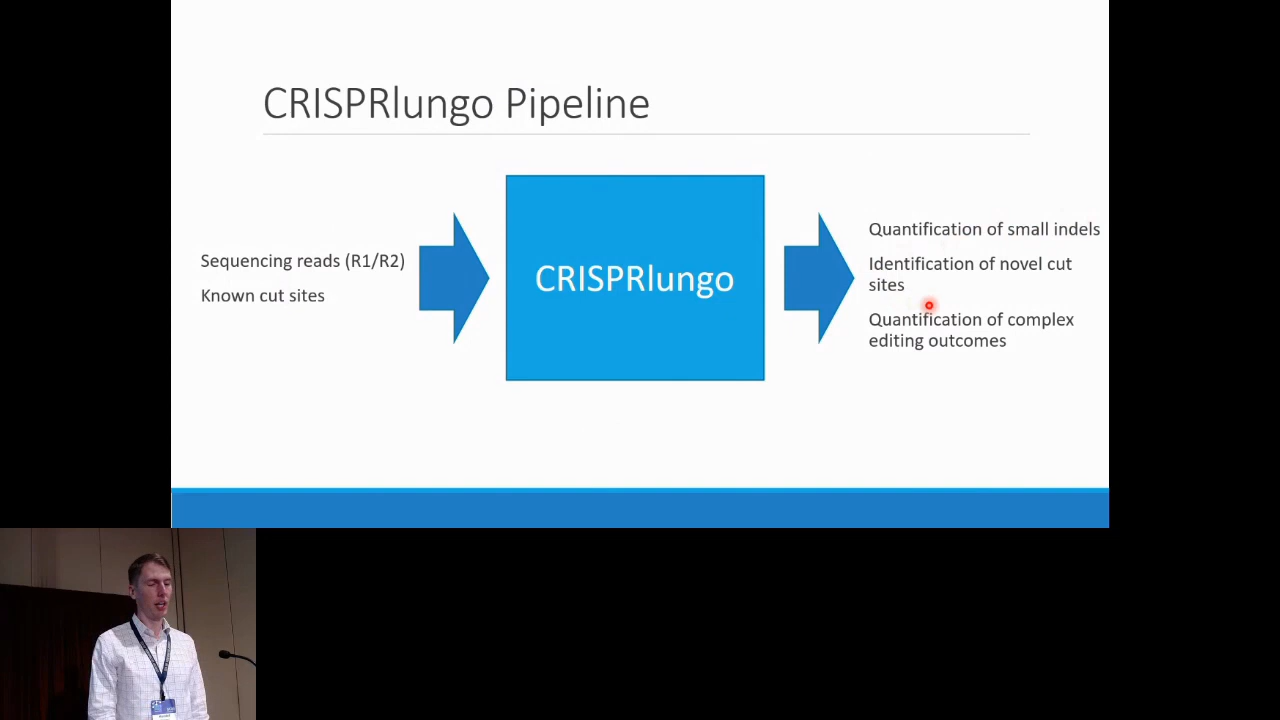 CRISPRlungo Pipeline
Sequencing reads (R1/R2)
Known cut sites
CRISPRlungo
Quantification of small indels
Identification of novel cut
sites
Quantification of complex
editing outcomes